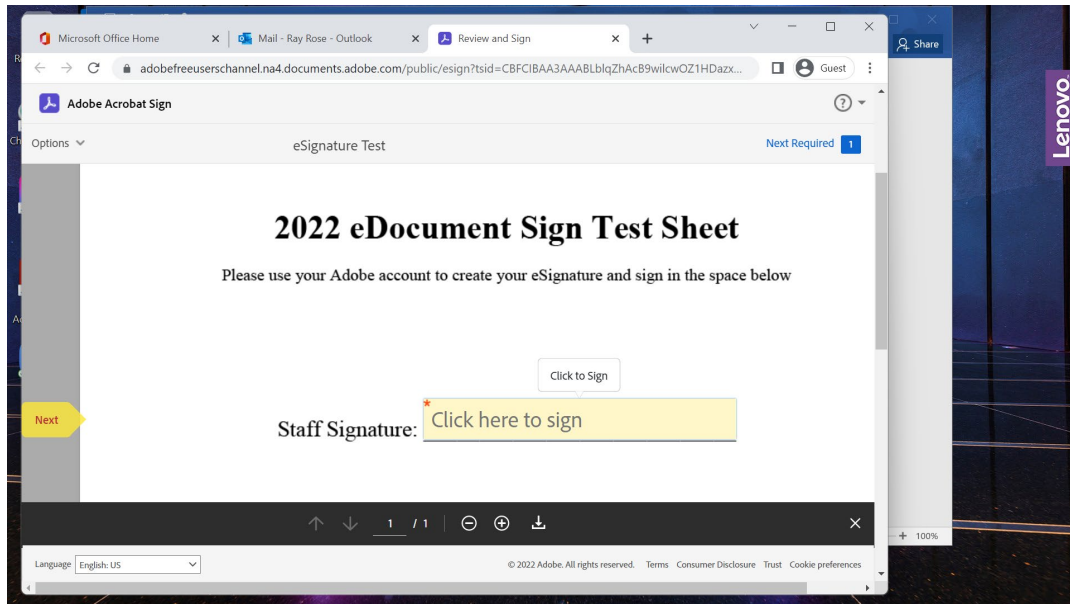 Microsoft Office Home
Mail - Ray Rose - Outlook
Review and Sign
Share
adobefreeuserschannel.na4.documents.adobe.com/public/esign?tsid=CBFCIBAA3AAABLblqZhAcB9wilcwOZ1HDazx...
Guest
Lenovo
Adobe Acrobat Sign
Options
eSignature Test
Next Required 1
2022 eDocument Sign Test Sheet
Please use your Adobe account to create your eSignature and sign in the space below
Click to Sign
Next
Staff Signature:
* Click here to sign
1 / 1
100%
Language English: US
© 2022 Adobe. All rights reserved. Terms Consumer Disclosure Trust Cookie preferences